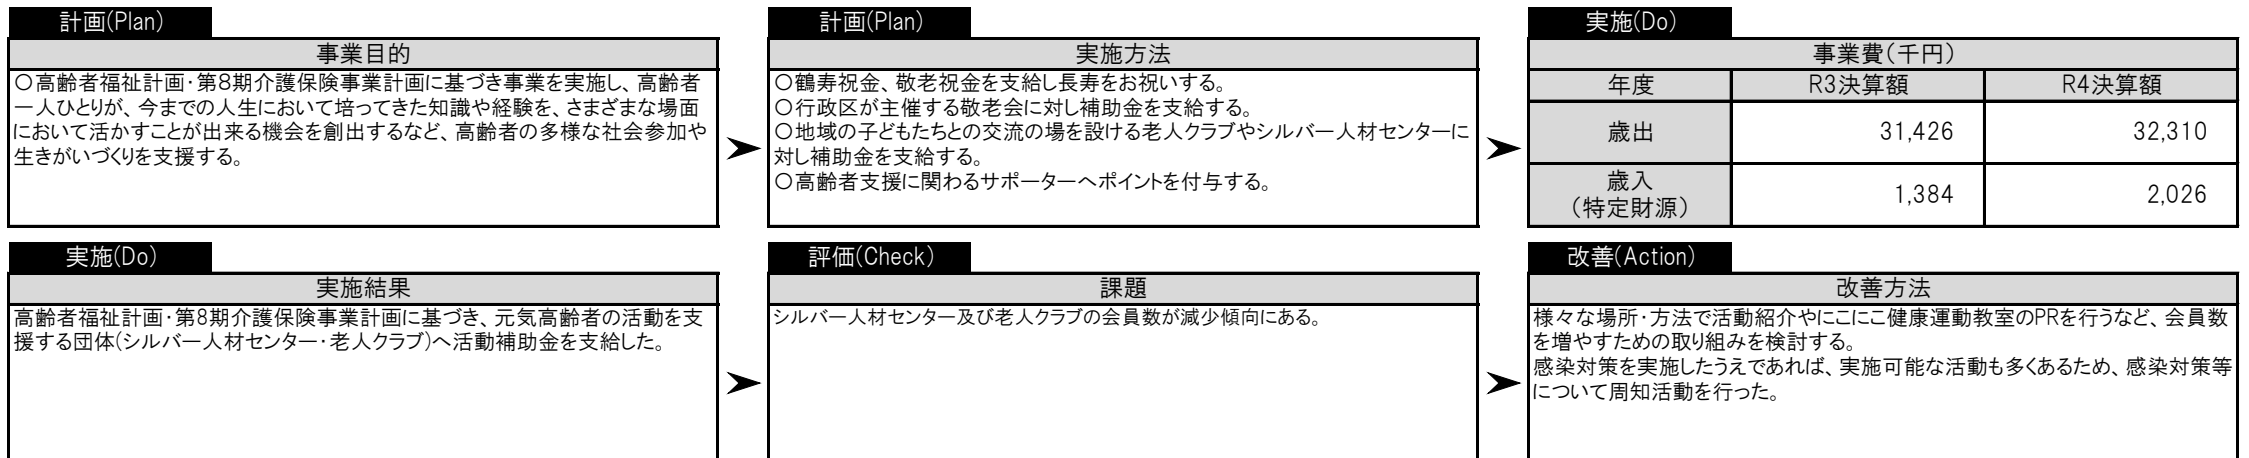 計画(Plan)
事業目的
〇高齢者福祉計画・第8期介護保険事業計画に基づき事業を実施し、高齢者
一人ひとりが、今までの人生において培ってきた知識や経験を、さまざまな場面
において活かすことが出来る機会を創出するなど、高齢者の多様な社会参加や
生きがいづくりを支援する。
計画(Plan)
実施方法
〇鶴寿祝金、敬老祝金を支給し長寿をお祝いする。
〇行政区が主催する敬老会に対し補助金を支給する。
〇地域の子どもたちとの交流の場を設ける老人クラブやシルバー人材センターに
対し補助金を支給する。
〇高齢者支援に関わるサポーターへポイントを付与する。
実施(Do)
事業費(千円)
年度 R3決算額 R4決算額
歳出 31,426 32,310
歳入
(特定財源) 1,384 2,026
実施(Do)
実施結果
高齢者福祉計画・第8期介護保険事業計画に基づき、元気高齢者の活動を支
援する団体(シルバー人材センター・老人クラブ)へ活動補助金を支給した。
評価(Check)
課題
シルバー人材センター及び老人クラブの会員数が減少傾向にある。
改善(Action)
改善方法
様々な場所・方法で活動紹介やにこにこ健康運動教室のPRを行うなど、会員数
を増やすための取り組みを検討する。
感染対策を実施したうえであれば、実施可能な活動も多くあるため、感染対策等
について周知活動を行った。